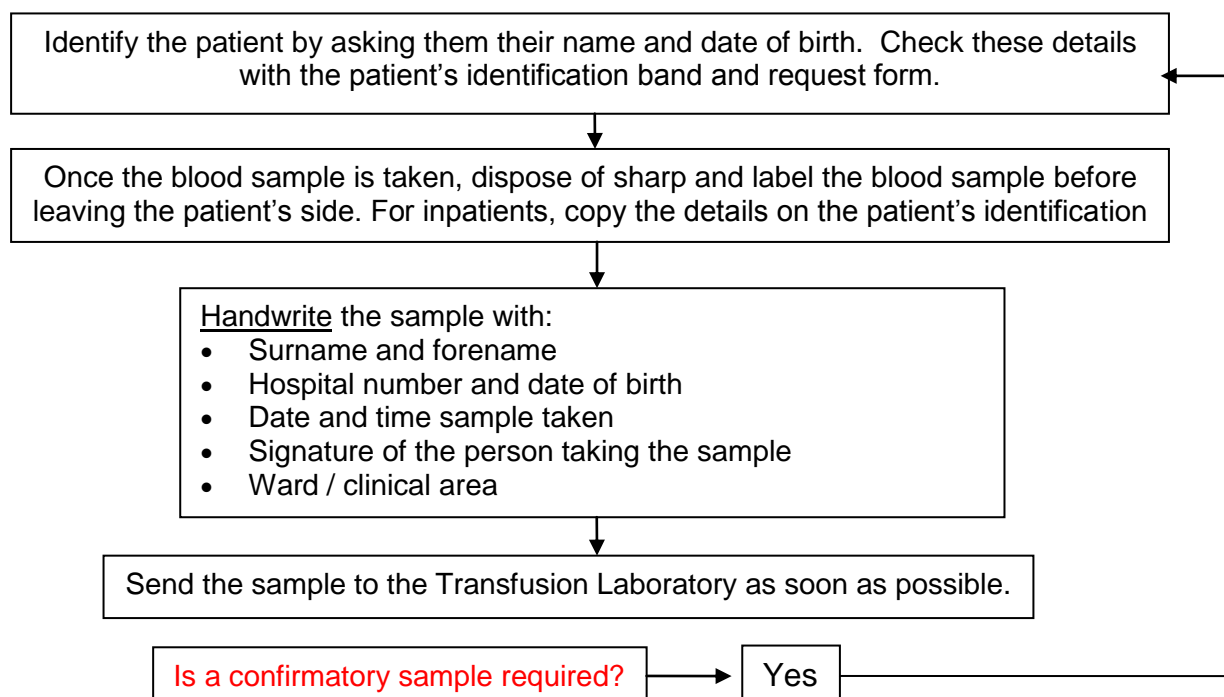 Identify the patient by asking them their name and date of birth.  Check these details
with the patient's identification band and request form.
Once the blood sample is taken, dispose of sharp and label the blood sample before
leaving the patient's side. For inpatients, copy the details on the patient's identification
Handwrite the sample with:
• Surname and forename
• Hospital number and date of birth
• Date and time sample taken
• Signature of the person taking the sample
• Ward / clinical area
Send the sample to the Transfusion Laboratory as soon as possible.
Is a confirmatory sample required?
Yes